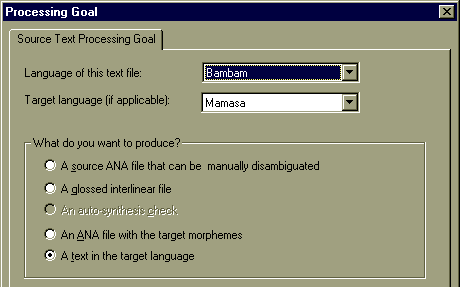 Processing Goal
Source Text Processing Goal
Language of this text file:
Bambam
Target language (if applicable):
Mamasa
What do you want to produce?
A source ANA file that can be manually disambiguated
A glossed interlinear file
An auto-synthesis check
An ANA file with the target morphemes
A text in the target language